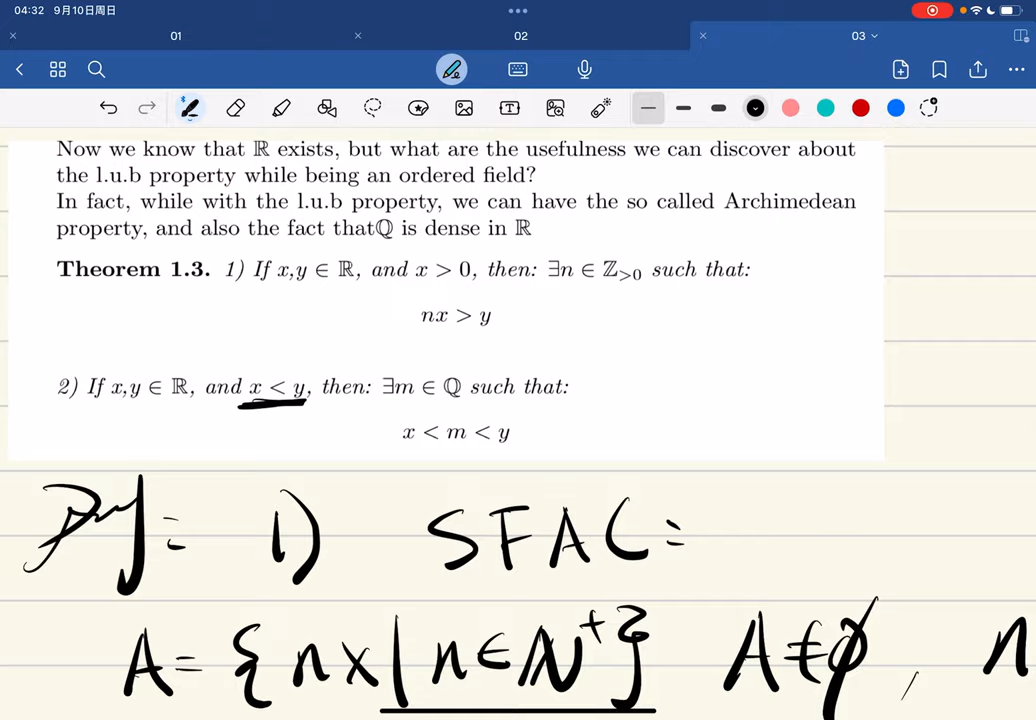 04:32 9月10日周日
01 02 03
Now we know that ℝ exists, but what are the usefulness we can discover about
the l.u.b property while being an ordered field?
In fact, while with the l.u.b property, we can have the so called Archimedean
property, and also the fact thatℚ is dense in ℝ
Theorem 1.3. 1) If x,y ∈ ℝ, and x > 0, then: ∃n ∈ ℤ>0 such that:
nx > y
2) If x,y ∈ ℝ, and x < y, then: ∃m ∈ ℚ such that:
x < m < y
1) SFAC:
A = {nx | n ∈ N⁺} A ≠ ϕ, n